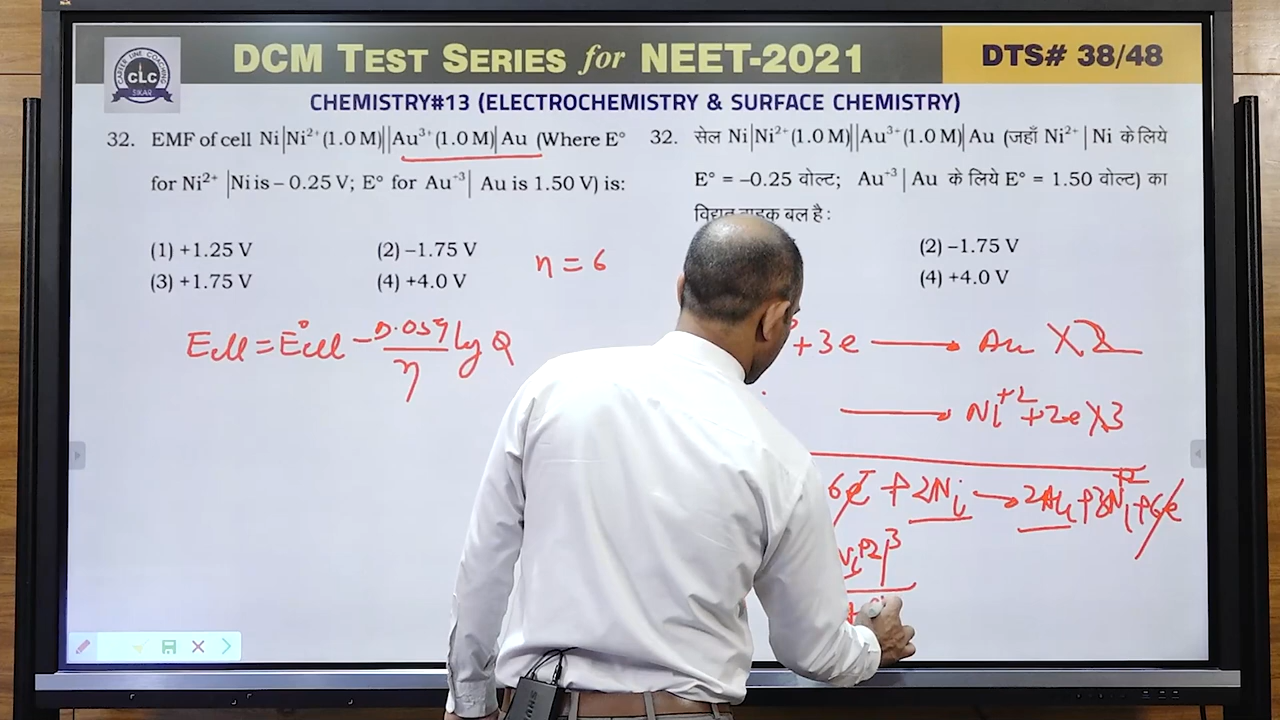 CAREER LINE COACHING
CLC
SIKAR
DCM TEST SERIES for NEET-2021
DTS# 38/48
CHEMISTRY#13 (ELECTROCHEMISTRY & SURFACE CHEMISTRY)
32. EMF of cell Ni|Ni²⁺(1.0 M)||Au³⁺(1.0 M)|Au (Where E°
for Ni²⁺ |Ni is – 0.25 V; E° for Au⁺³| Au is 1.50 V) is:
(1) +1.25 V (2) –1.75 V
(3) +1.75 V (4) +4.0 V
32. सेल Ni|Ni²⁺(1.0 M)||Au³⁺(1.0 M)|Au (जहाँ Ni²⁺|Ni के लिये
E° = –0.25 वोल्ट; Au⁺³|Au के लिये E° = 1.50 वोल्ट) का
विद्युत वाहक बल है :
(2) –1.75 V
(4) +4.0 V
n = 6
Ecell = E°cell – 0.059/n log Q
+3e → Au X2
→ Ni⁺² + 2e X3
6e + 2Ni → 2Au + 3Ni⁺² + 6e